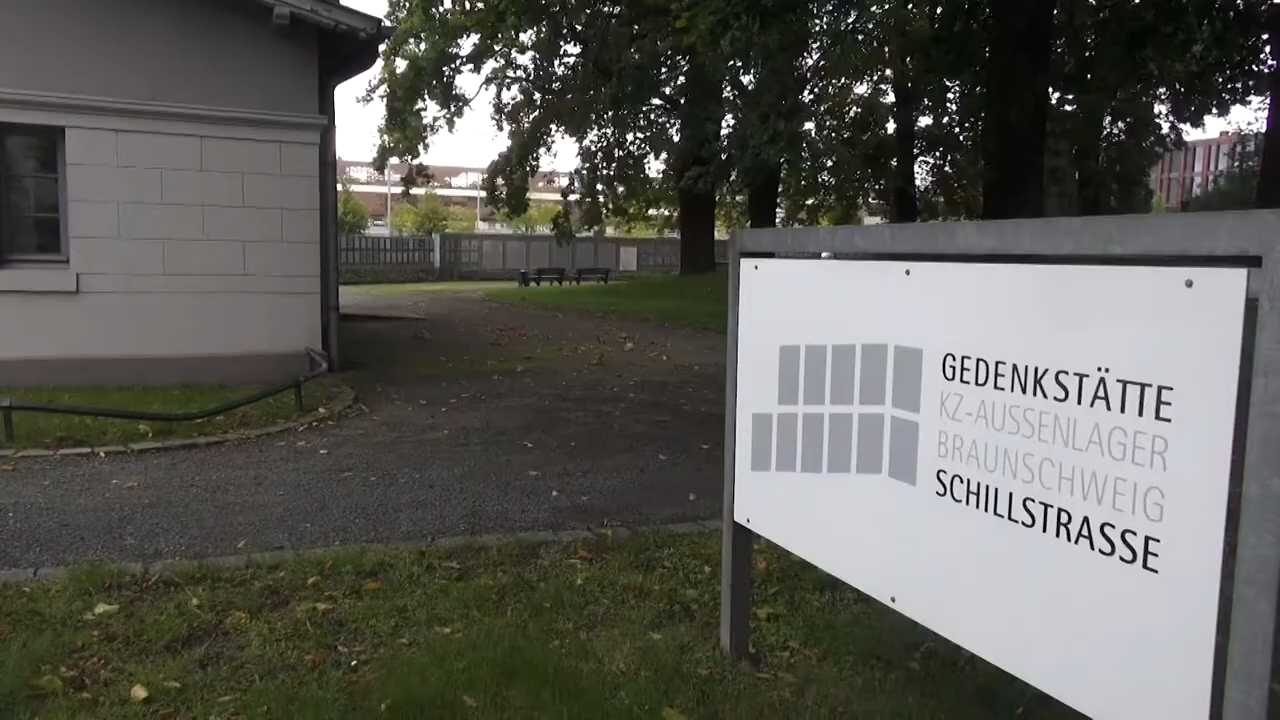 GEDENKSTÄTTE
KZ-AUSSENLAGER
BRAUNSCHWEIG
SCHILLSTRASSE